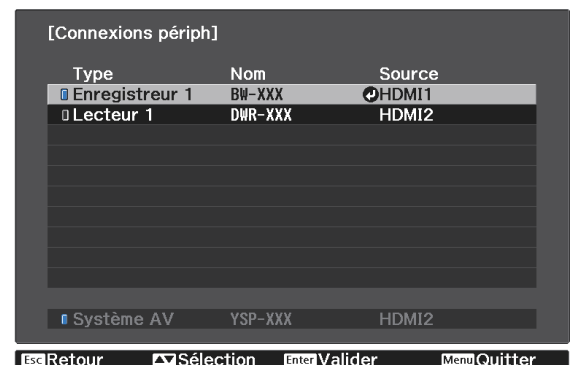 [Connexions périph]
Type Nom Source
Enregistreur 1 BW-XXX HDMI1
Lecteur 1 DWR-XXX HDMI2
Système AV YSP-XXX HDMI2
Esc Retour Sélection Enter Valider Menu Quitter